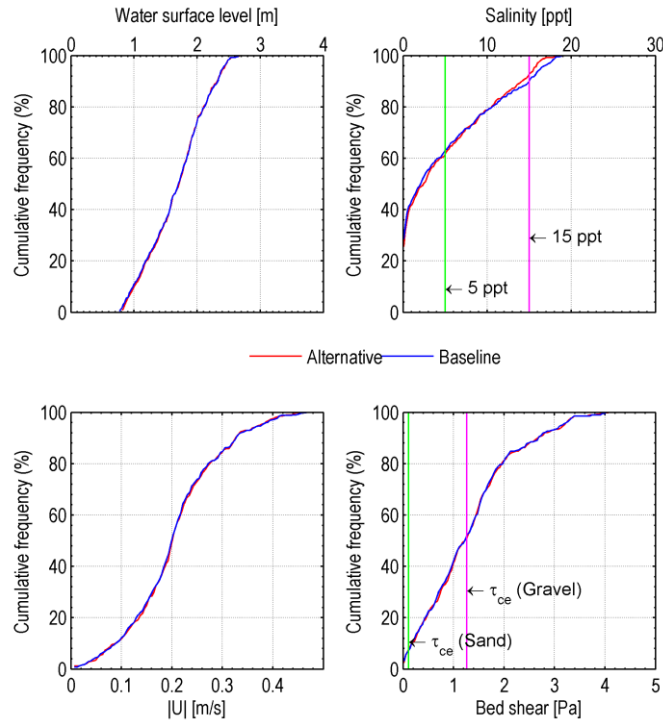 Water surface level [m]
0 1 2 3 4
Cumulative frequency (%)
100
80
60
40
20
0
Salinity [ppt]
0 10 20 30
Cumulative frequency (%)
100
80
60
40
20
0
← 15 ppt
← 5 ppt
Alternative Baseline
Cumulative frequency (%)
100
80
60
40
20
0
0 0.1 0.2 0.3 0.4
|U| [m/s]
Cumulative frequency (%)
100
80
60
40
20
0
← τce (Gravel)
← τce (Sand)
0 1 2 3 4 5
Bed shear [Pa]